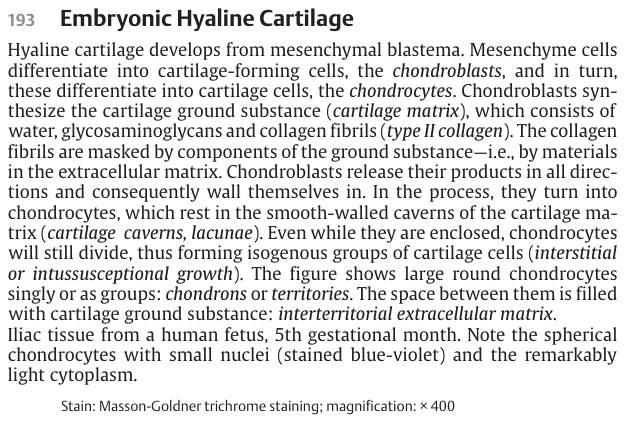 193 Embryonic Hyaline Cartilage
Hyaline cartilage develops from mesenchymal blastema. Mesenchyme cells
differentiate into cartilage-forming cells, the chondroblasts, and in turn,
these differentiate into cartilage cells, the chondrocytes. Chondroblasts syn-
thesize the cartilage ground substance (cartilage matrix), which consists of
water, glycosaminoglycans and collagen fibrils (type II collagen). The collagen
fibrils are masked by components of the ground substance—i.e., by materials
in the extracellular matrix. Chondroblasts release their products in all direc-
tions and consequently wall themselves in. In the process, they turn into
chondrocytes, which rest in the smooth-walled caverns of the cartilage ma-
trix (cartilage caverns, lacunae). Even while they are enclosed, chondrocytes
will still divide, thus forming isogenous groups of cartilage cells (interstitial
or intussusceptional growth). The figure shows large round chondrocytes
singly or as groups: chondrons or territories. The space between them is filled
with cartilage ground substance: interterritorial extracellular matrix.
Iliac tissue from a human fetus, 5th gestational month. Note the spherical
chondrocytes with small nuclei (stained blue-violet) and the remarkably
light cytoplasm.
Stain: Masson-Goldner trichrome staining; magnification: × 400